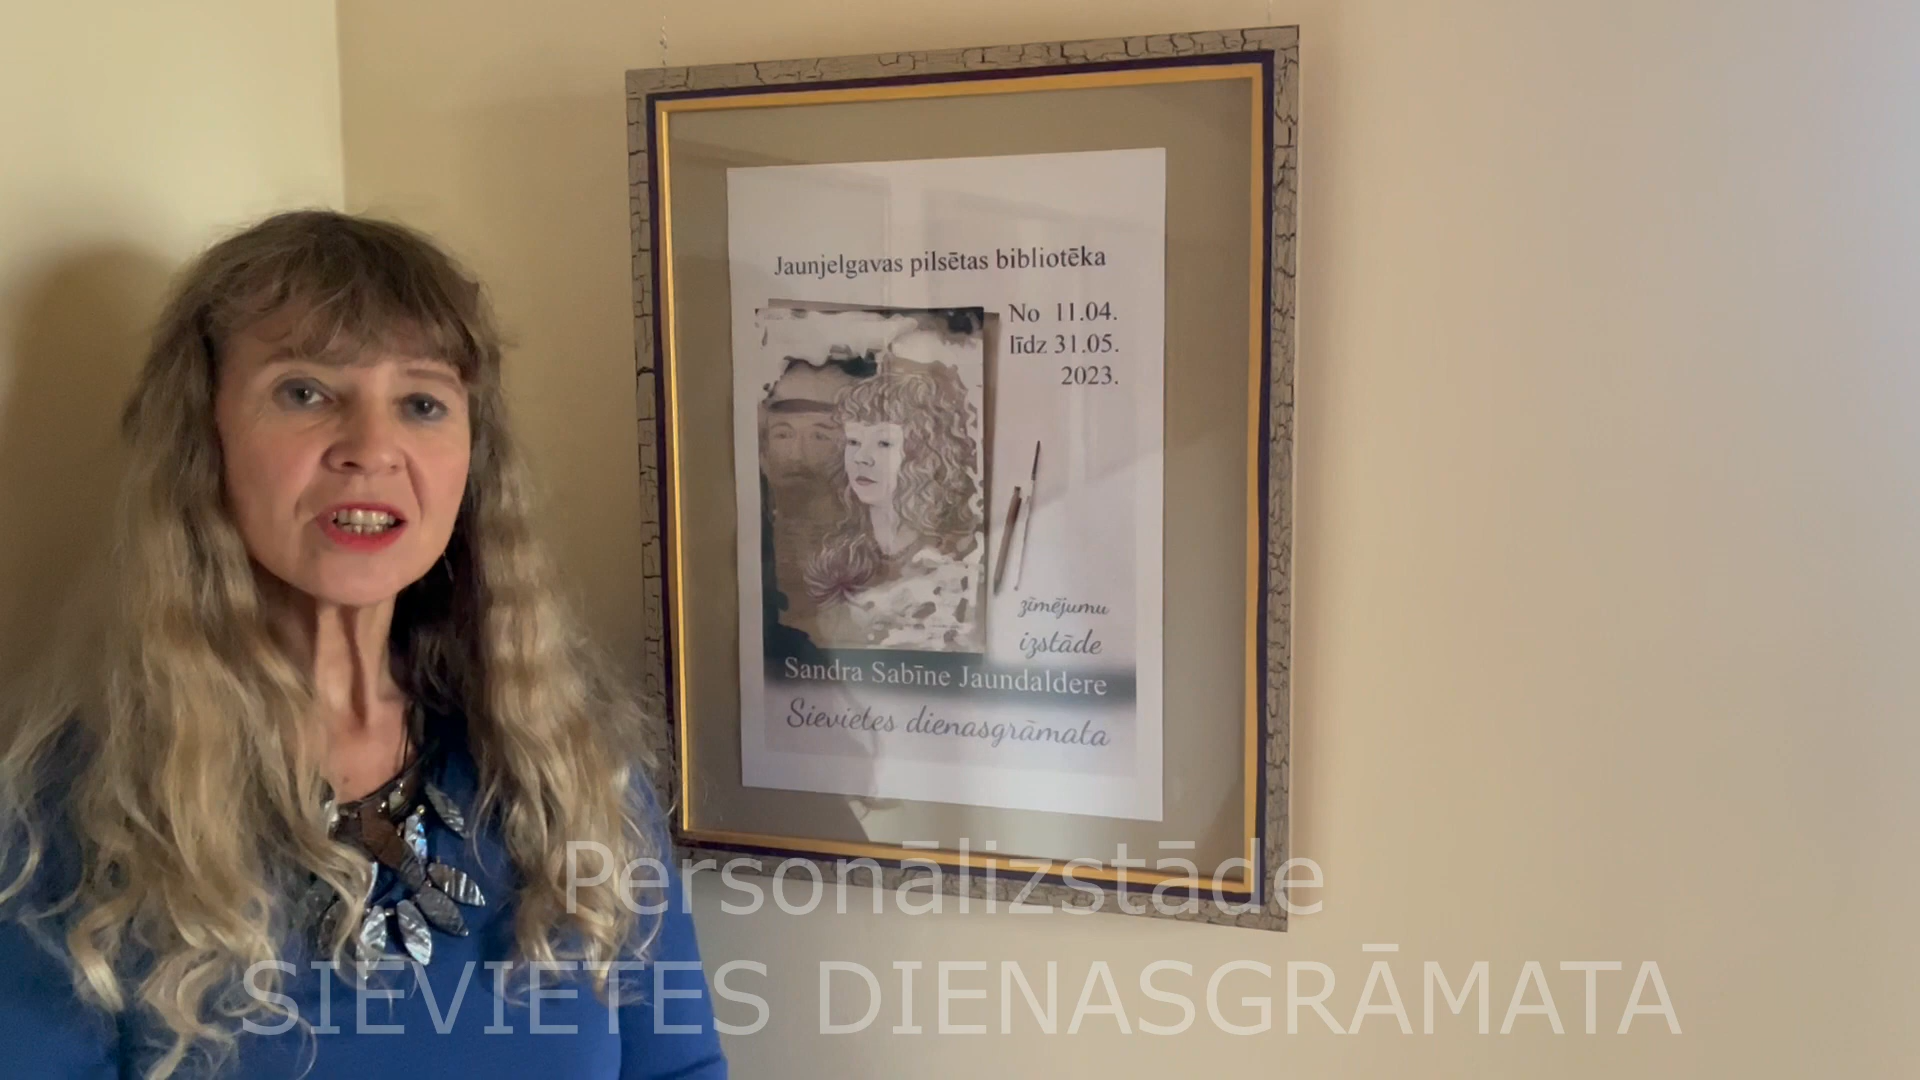 Jaunjelgavas pilsētas bibliotēka
No 11.04.
līdz 31.05.
2023.
zīmējumu
izstāde
Sandra Sabīne Jaundaldere
Sievietes dienasgrāmata
Personālizstāde
SIEVIETES DIENASGRĀMATA